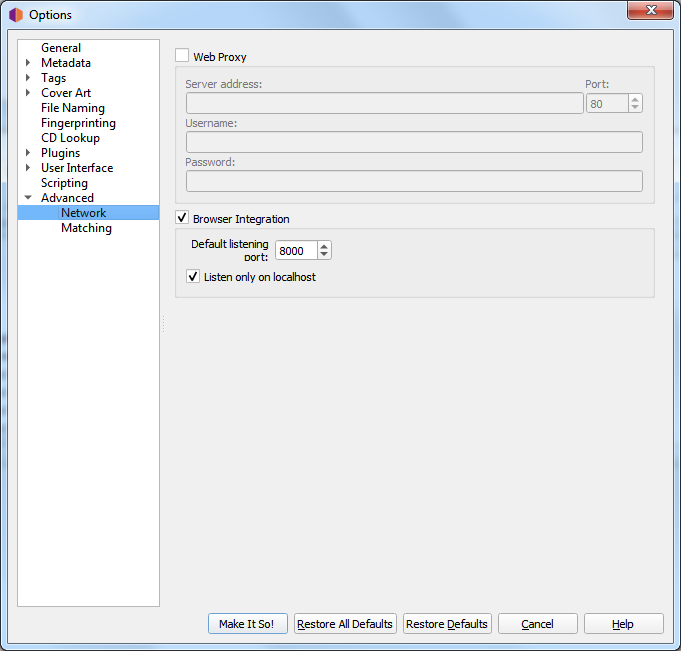 Options
General
Metadata
Tags
Cover Art
File Naming
Fingerprinting
CD Lookup
Plugins
User Interface
Scripting
Advanced
Network
Matching
Web Proxy
Server address:
Port:
80
Username:
Password:
Browser Integration
Default listening
port:
8000
Listen only on localhost
Make It So!
Restore All Defaults
Restore Defaults
Cancel
Help